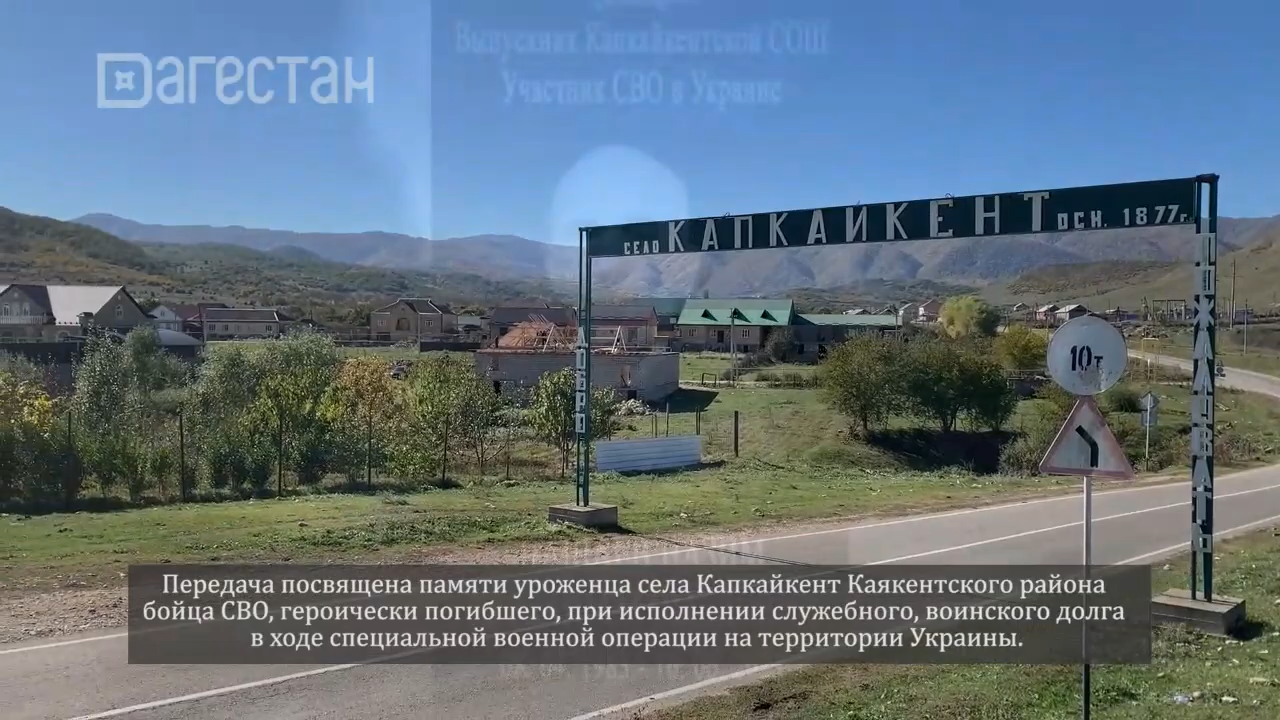 Дагестан
Выпускник Капкайкентской СОШ
Участник СВО в Украине
село КАПКАЙКЕНТ осн. 1877г.
10т
Передача посвящена памяти уроженца села Капкайкент Каякентского района
бойца СВО, героически погибшего, при исполнении служебного, воинского долга
в ходе специальной военной операции на территории Украины.